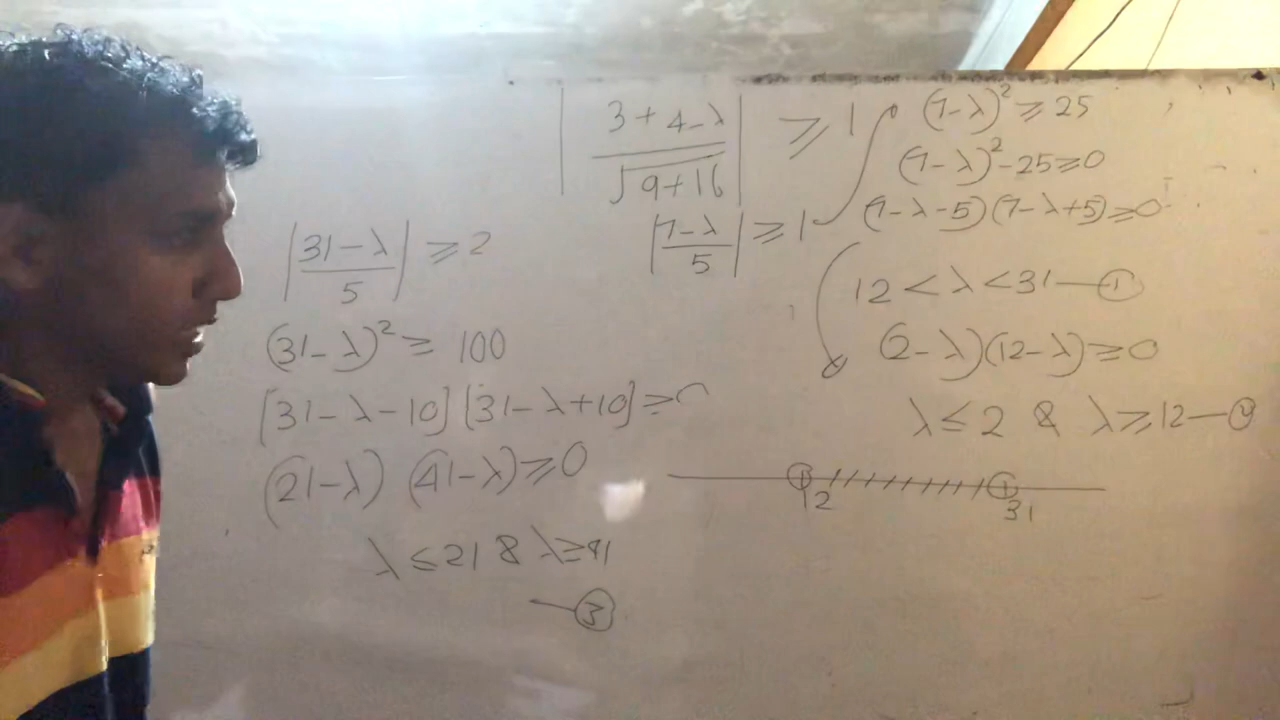 | 3 + 4 - λ / √9+16 | ≥ 1
| 7-λ / 5 | ≥ 1
(7-λ)² ≥ 25
(7-λ)² - 25 ≥ 0
(7-λ-5)(7-λ+5) ≥ 0
12 < λ < 31 — ①
(2-λ)(12-λ) ≥ 0
λ ≤ 2 & λ ≥ 12 — ②
12 31
| 31-λ / 5 | ≥ 2
(31-λ)² ≥ 100
[31-λ-10][31-λ+10] ≥ 0
(21-λ) (41-λ) ≥ 0
λ ≤ 21 & λ ≥ 41
— ③